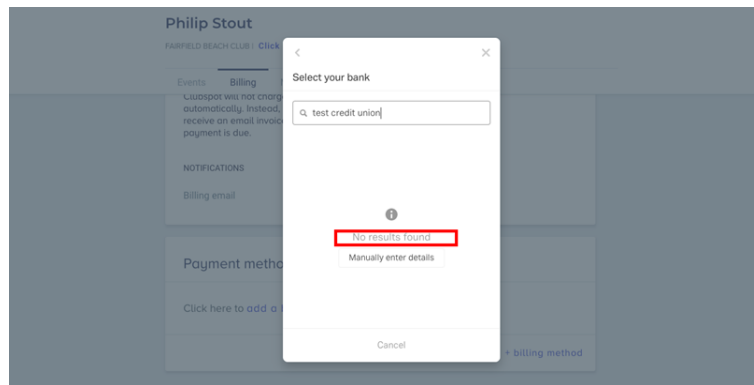 Philip Stout
FAIRFIELD BEACH CLUB | Click
Events Billing
Clubspot will not charg
automatically. Instead,
receive an email invoic
payment is due.
NOTIFICATIONS
Billing email
Payment metho
Click here to add a
+ billing method
Select your bank
test credit union
No results found
Manually enter details
Cancel